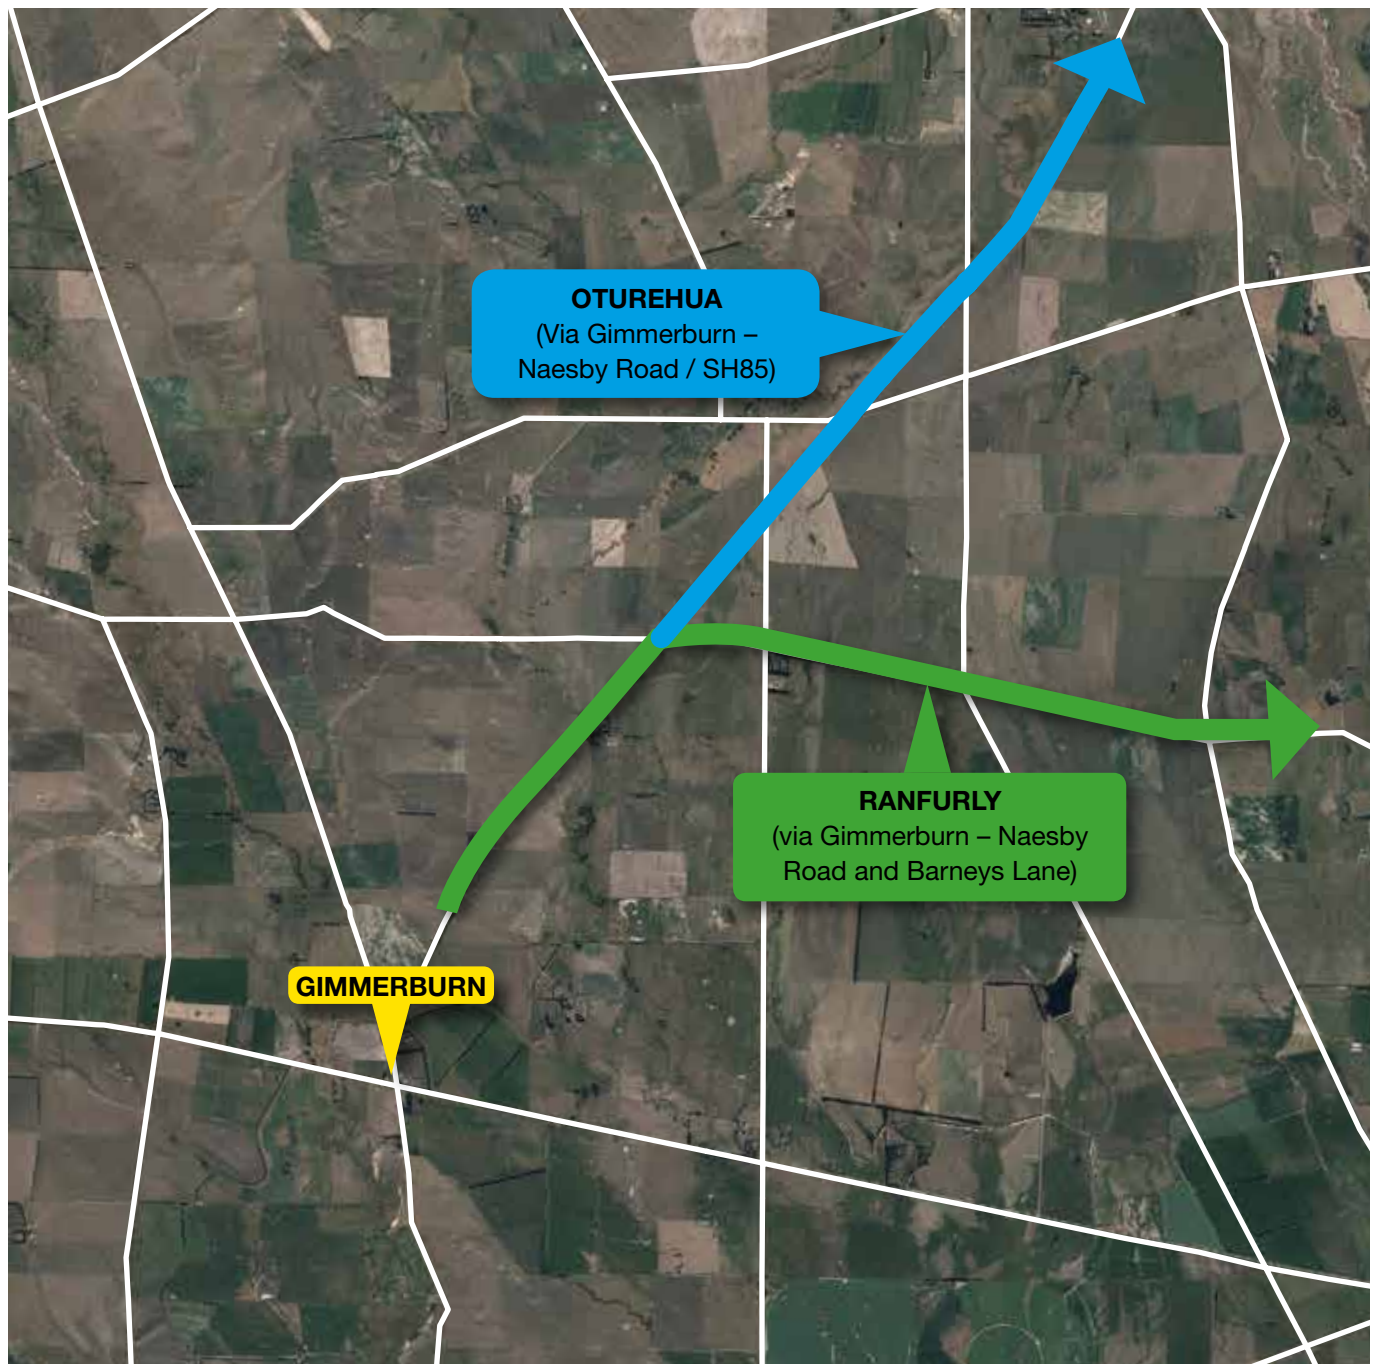 OTUREHUA
(Via Gimmerburn –
Naesby Road / SH85)
RANFURLY
(via Gimmerburn – Naesby
Road and Barneys Lane)
GIMMERBURN